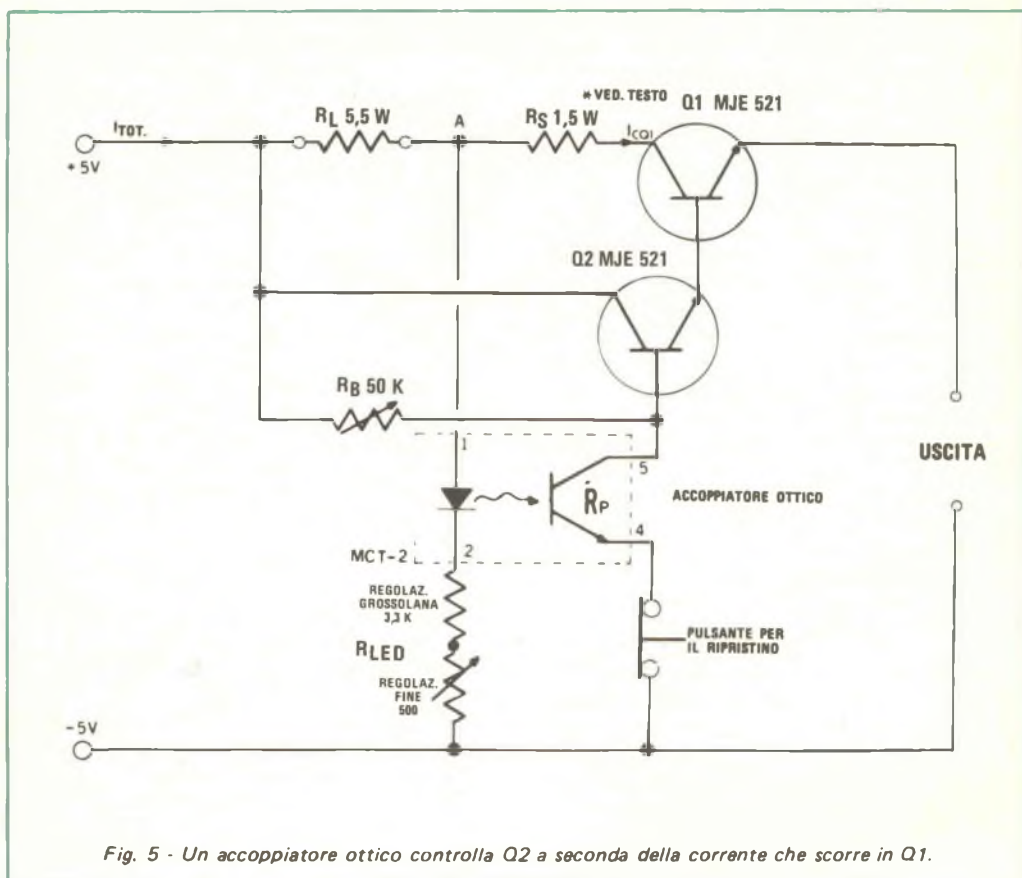 * VED. TESTO
Q1 MJE 521
RL 5,5 W
A
RS 1,5 W
ICQ1
ITOT.
+5V
Q2 MJE 521
RB 50 K
1
5
USCITA
RP
ACCOPPIATORE OTTICO
4
MCT-2
2
REGOLAZ.
GROSSOLANA
3,3 K
PULSANTE PER
IL RIPRISTINO
RLED
REGOLAZ.
FINE
500
-5V
Fig. 5 - Un accoppiatore ottico controlla Q2 a seconda della corrente che scorre in Q1.